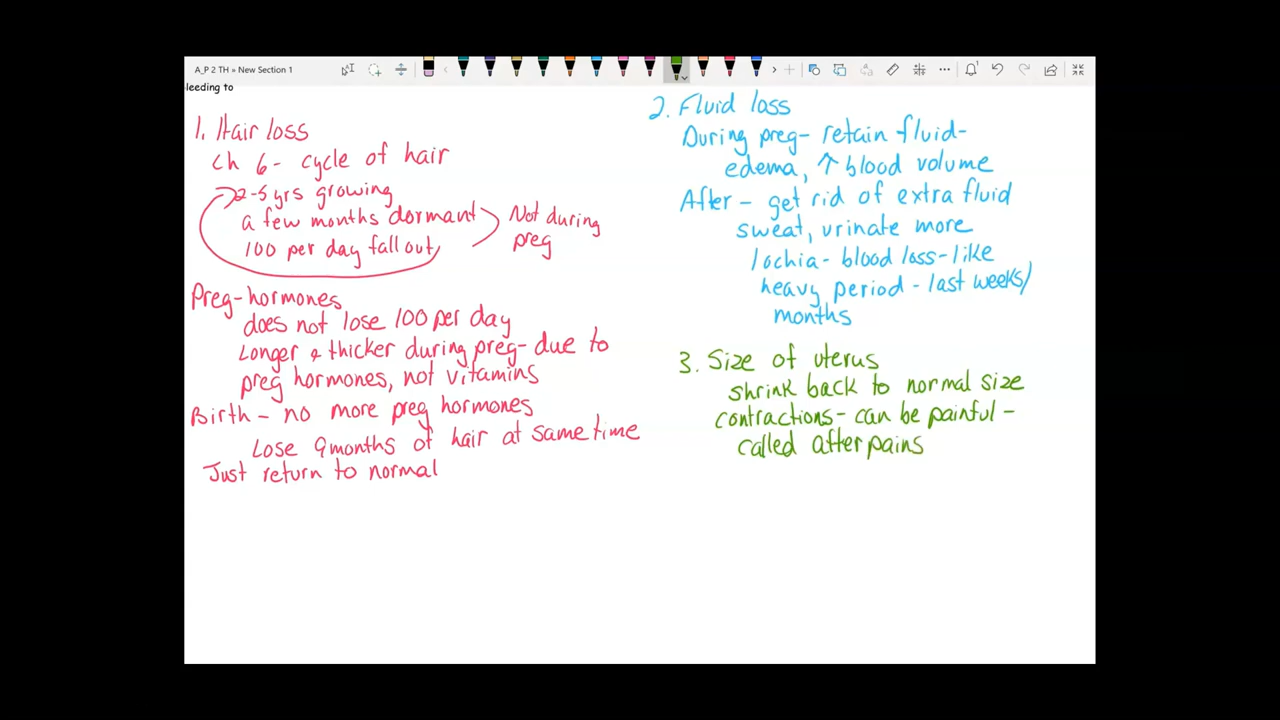 A_P 2 TH » New Section 1
leeding to
1. Hair loss
Ch 6- cycle of hair
2-5 yrs growing
a few months dormant
100 per day fall out
Not during
preg
Preg-hormones
does not lose 100 per day
Longer & thicker during preg- due to
preg hormones, not vitamins
Birth - no more preg hormones
Lose 9 months of hair at same time
Just return to normal
2. Fluid loss
During preg- retain fluid-
edema, ↑ blood volume
After - get rid of extra fluid
sweat, urinate more
lochia- blood loss-like
heavy period - last weeks/
months
3. Size of uterus
shrink back to normal size
contractions- can be painful -
called after pains